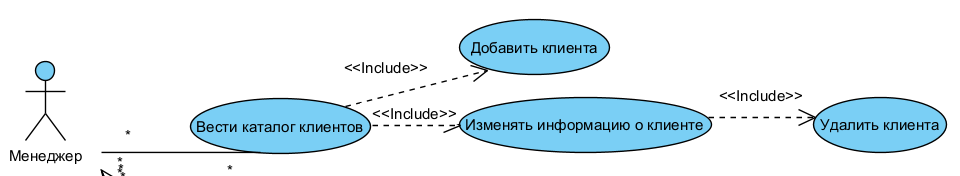 Добавить клиента
<<Include>>
<<Include>>
<<Include>>
Вести каталог клиентов
Изменять информацию о клиенте
Удалить клиента
*
Менеджер
*
*
*
*